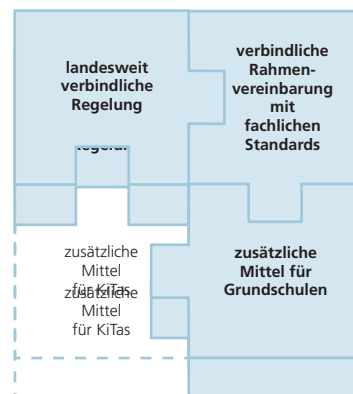 landesweit
verbindliche
Regelung
verbindliche
Rahmen-
vereinbarung
mit
fachlichen
Standards
zusätzliche
Mittel
für KiTas
zusätzliche
Mittel
für KiTas
zusätzliche
Mittel für
Grundschulen